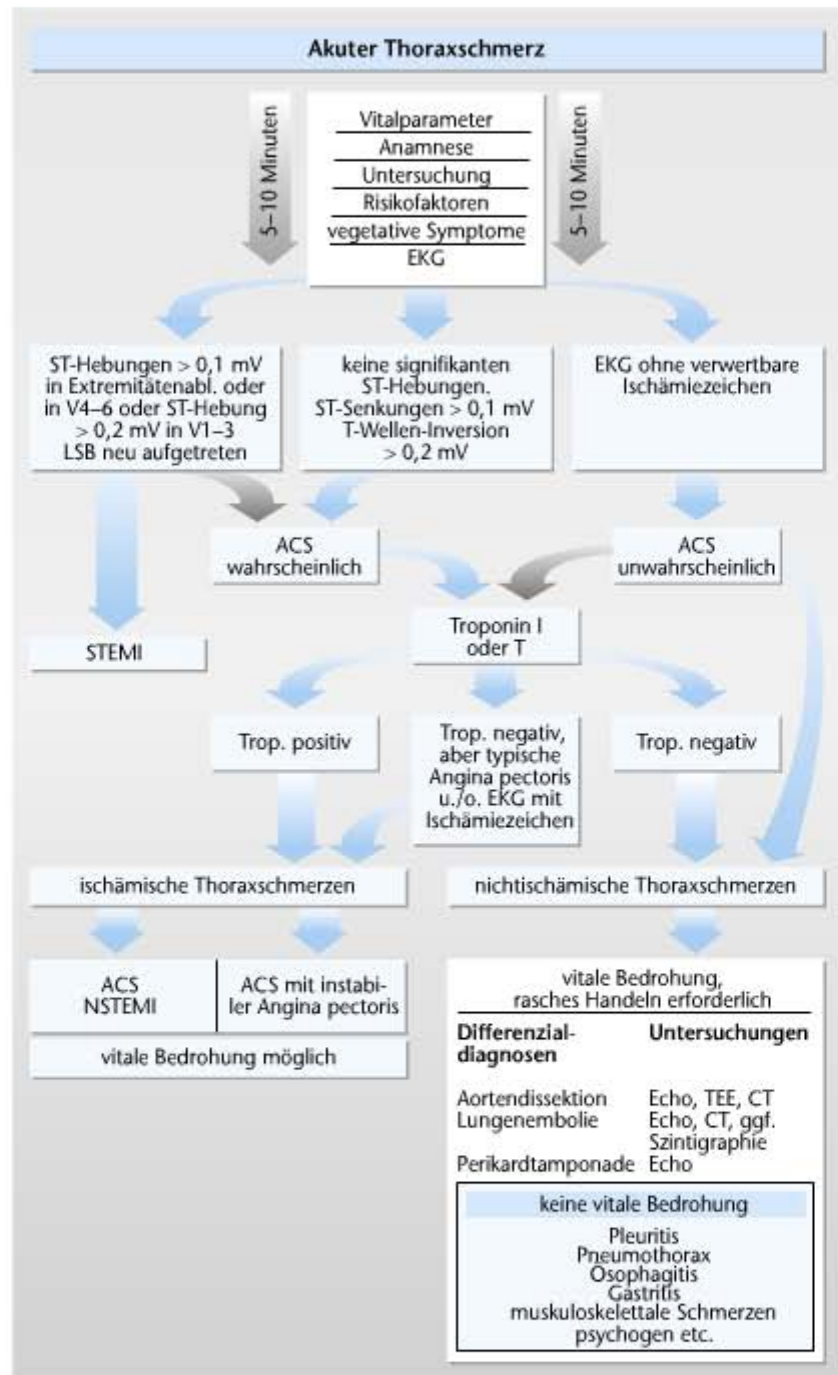 Akuter Thoraxschmerz
5–10 Minuten
Vitalparameter
Anamnese
Untersuchung
Risikofaktoren
vegetative Symptome
EKG
5–10 Minuten
ST-Hebungen > 0,1 mV
in Extremitätenabl. oder
in V4–6 oder ST-Hebung
> 0,2 mV in V1–3
LSB neu aufgetreten
keine signifikanten
ST-Hebungen.
ST-Senkungen > 0,1 mV
T-Wellen-Inversion
> 0,2 mV
EKG ohne verwertbare
Ischämiezeichen
ACS
wahrscheinlich
ACS
unwahrscheinlich
STEMI
Troponin I
oder T
Trop. positiv
Trop. negativ,
aber typische
Angina pectoris
u./o. EKG mit
Ischämiezeichen
Trop. negativ
ischämische Thoraxschmerzen
nichtischämische Thoraxschmerzen
ACS
NSTEMI
ACS mit instabi-
ler Angina pectoris
vitale Bedrohung möglich
vitale Bedrohung,
rasches Handeln erforderlich
Differenzial- Untersuchungen
diagnosen
Aortendissektion Echo, TEE, CT
Lungenembolie Echo, CT, ggf.
Szintigraphie
Perikardtamponade Echo
keine vitale Bedrohung
Pleuritis
Pneumothorax
Ösophagitis
Gastritis
muskuloskelettale Schmerzen
psychogen etc.